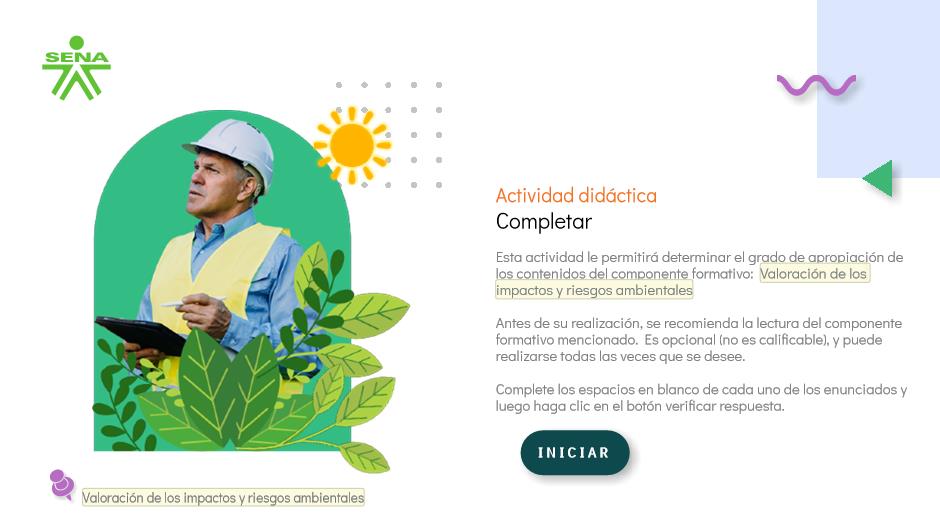 SENA
Actividad didáctica
Completar
Esta actividad le permitirá determinar el grado de apropiación de
los contenidos del componente formativo: Valoración de los
impactos y riesgos ambientales
Antes de su realización, se recomienda la lectura del componente
formativo mencionado. Es opcional (no es calificable), y puede
realizarse todas las veces que se desee.
Complete los espacios en blanco de cada uno de los enunciados y
luego haga clic en el botón verificar respuesta.
INICIAR
Valoración de los impactos y riesgos ambientales